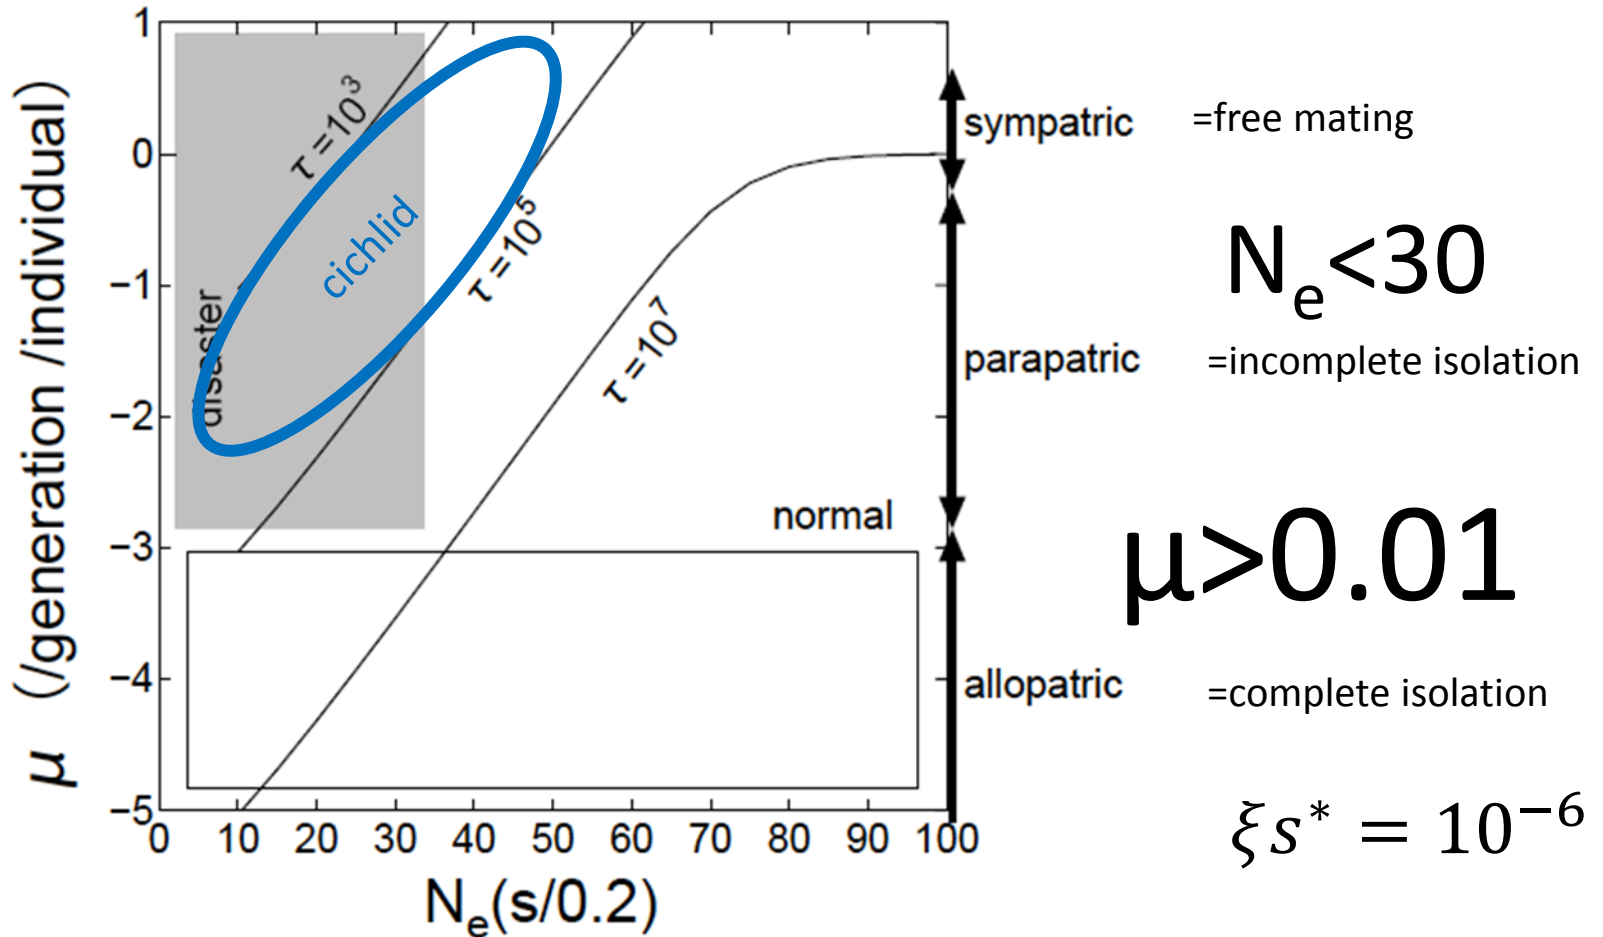 μ (/generation /individual)
1
0
−1
−2
−3
−4
−5
0 10 20 30 40 50 60 70 80 90 100
Ne(s/0.2)
τ =10³
τ =10⁵
τ =10⁷
cichlid
disaster
normal
sympatric =free mating
Ne<30
parapatric =incomplete isolation
μ>0.01
allopatric =complete isolation
ξs* = 10⁻⁶